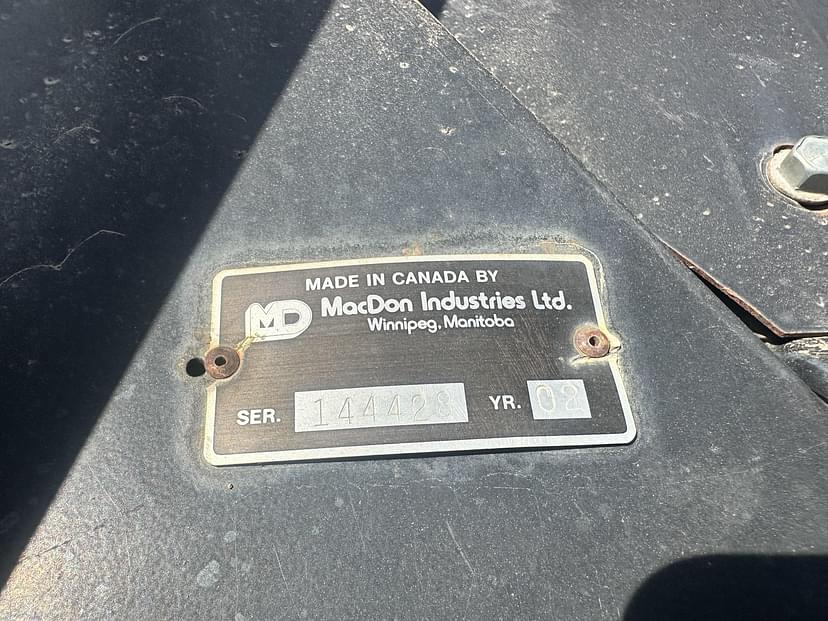 MADE IN CANADA BY
MD MacDon Industries Ltd.
Winnipeg, Manitoba
SER. 144428 YR. 02